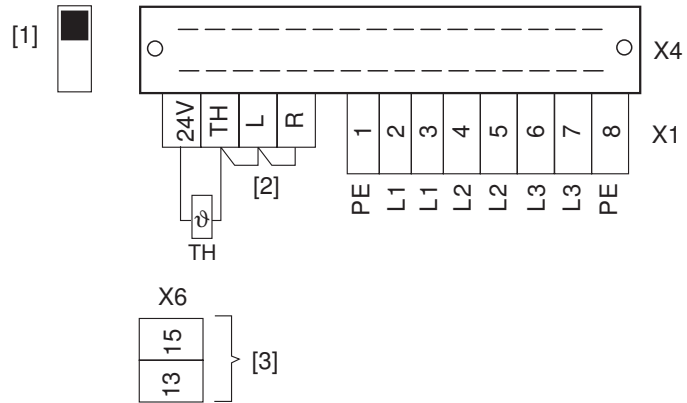 [1]
X4
24V TH L R 1 2 3 4 5 6 7 8 X1
[2]
PE L1 L1 L2 L2 L3 L3 PE
ϑ
TH
X6
15
[3]
13